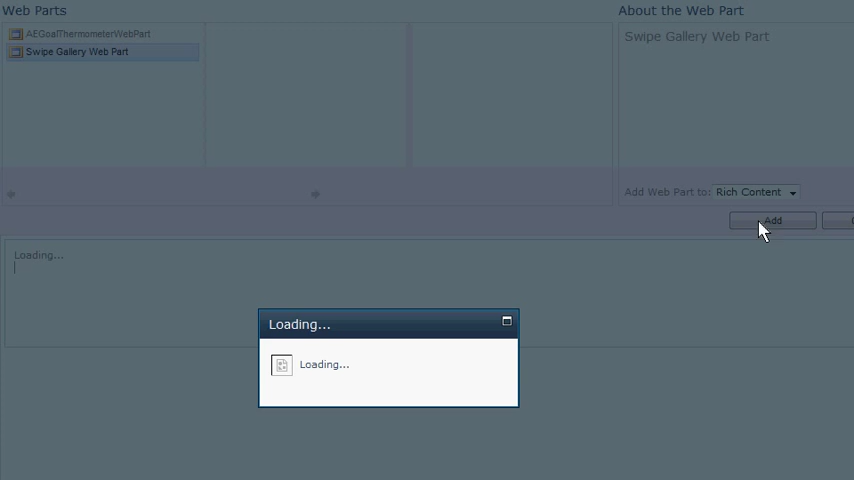 Web Parts
About the Web Part
AEGoalThermometerWebPart
Swipe Gallery Web Part
Swipe Gallery Web Part
Add Web Part to: Rich Content
Add
Loading...
Loading...
Loading...